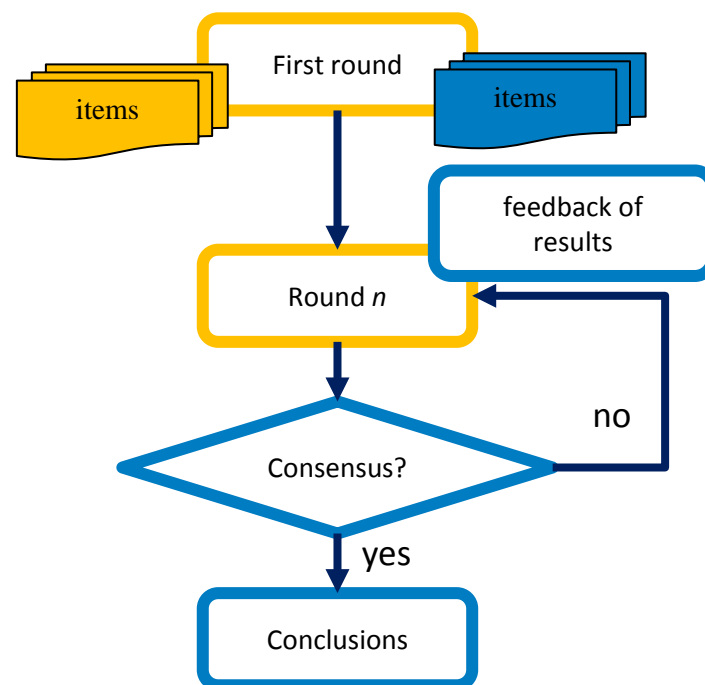 First round
items
items
feedback of
results
Round n
Consensus?
no
yes
Conclusions